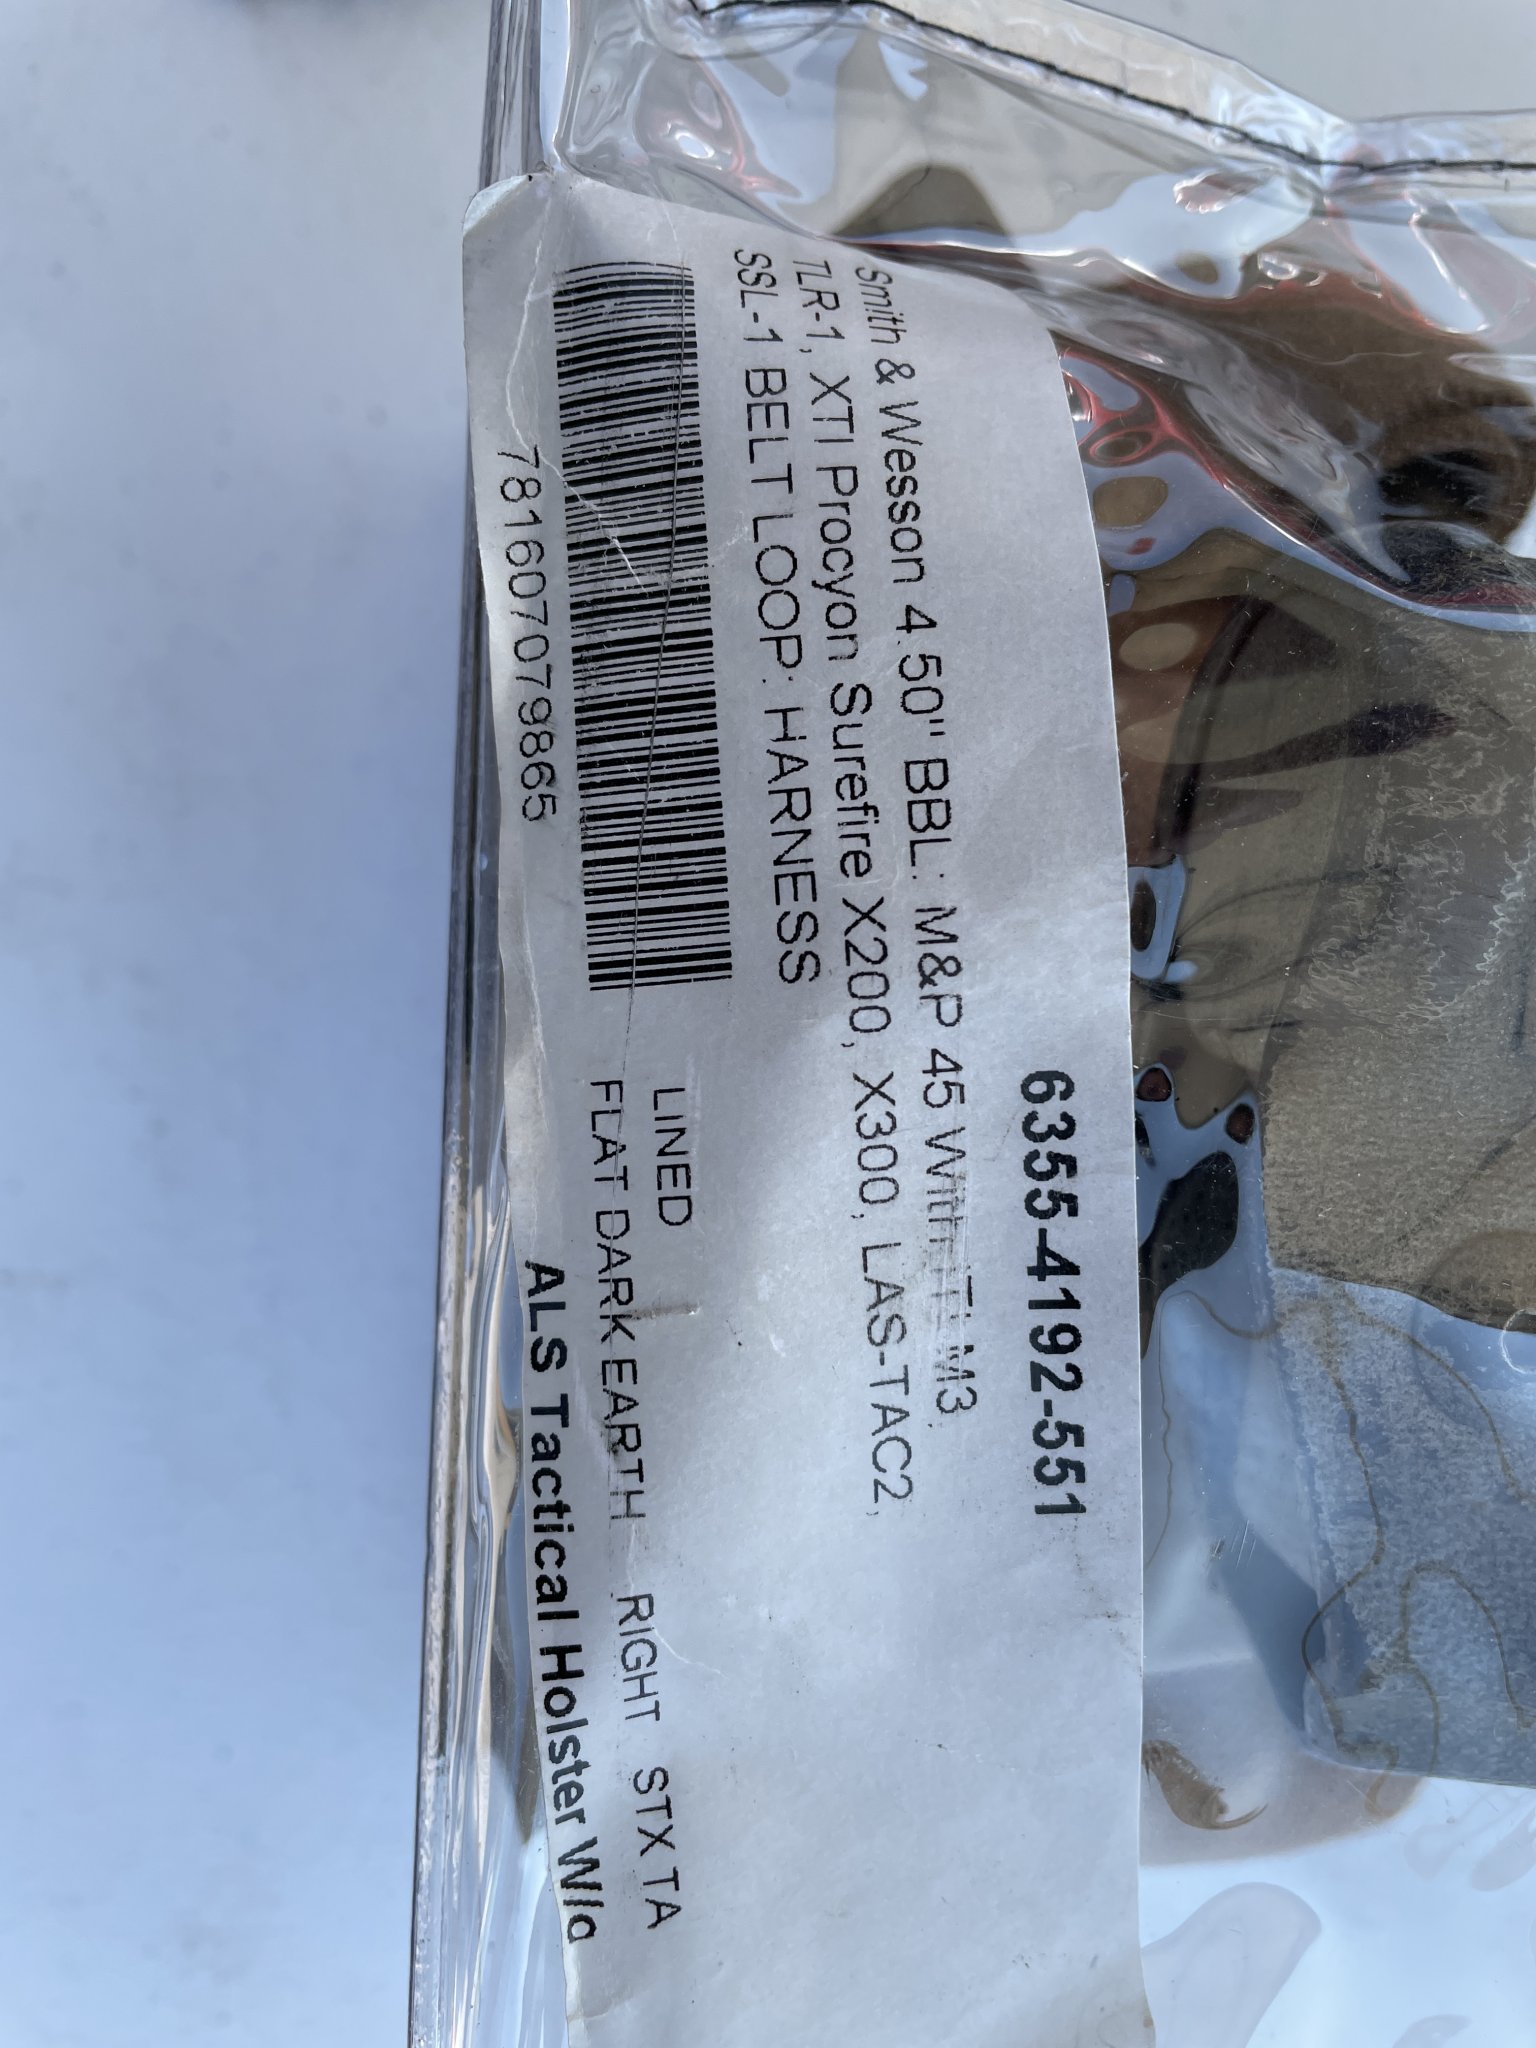 6355-4192-551
Smith & Wesson 4.50" BBL: M&P 45 With M3,
TLR-1, XTI Procyon Surefire X200, X300, LAS-TAC2,
SSL-1 BELT LOOP: HARNESS
LINED
FLAT DARK EARTH RIGHT STX TA
781607079865
ALS Tactical Holster W/o